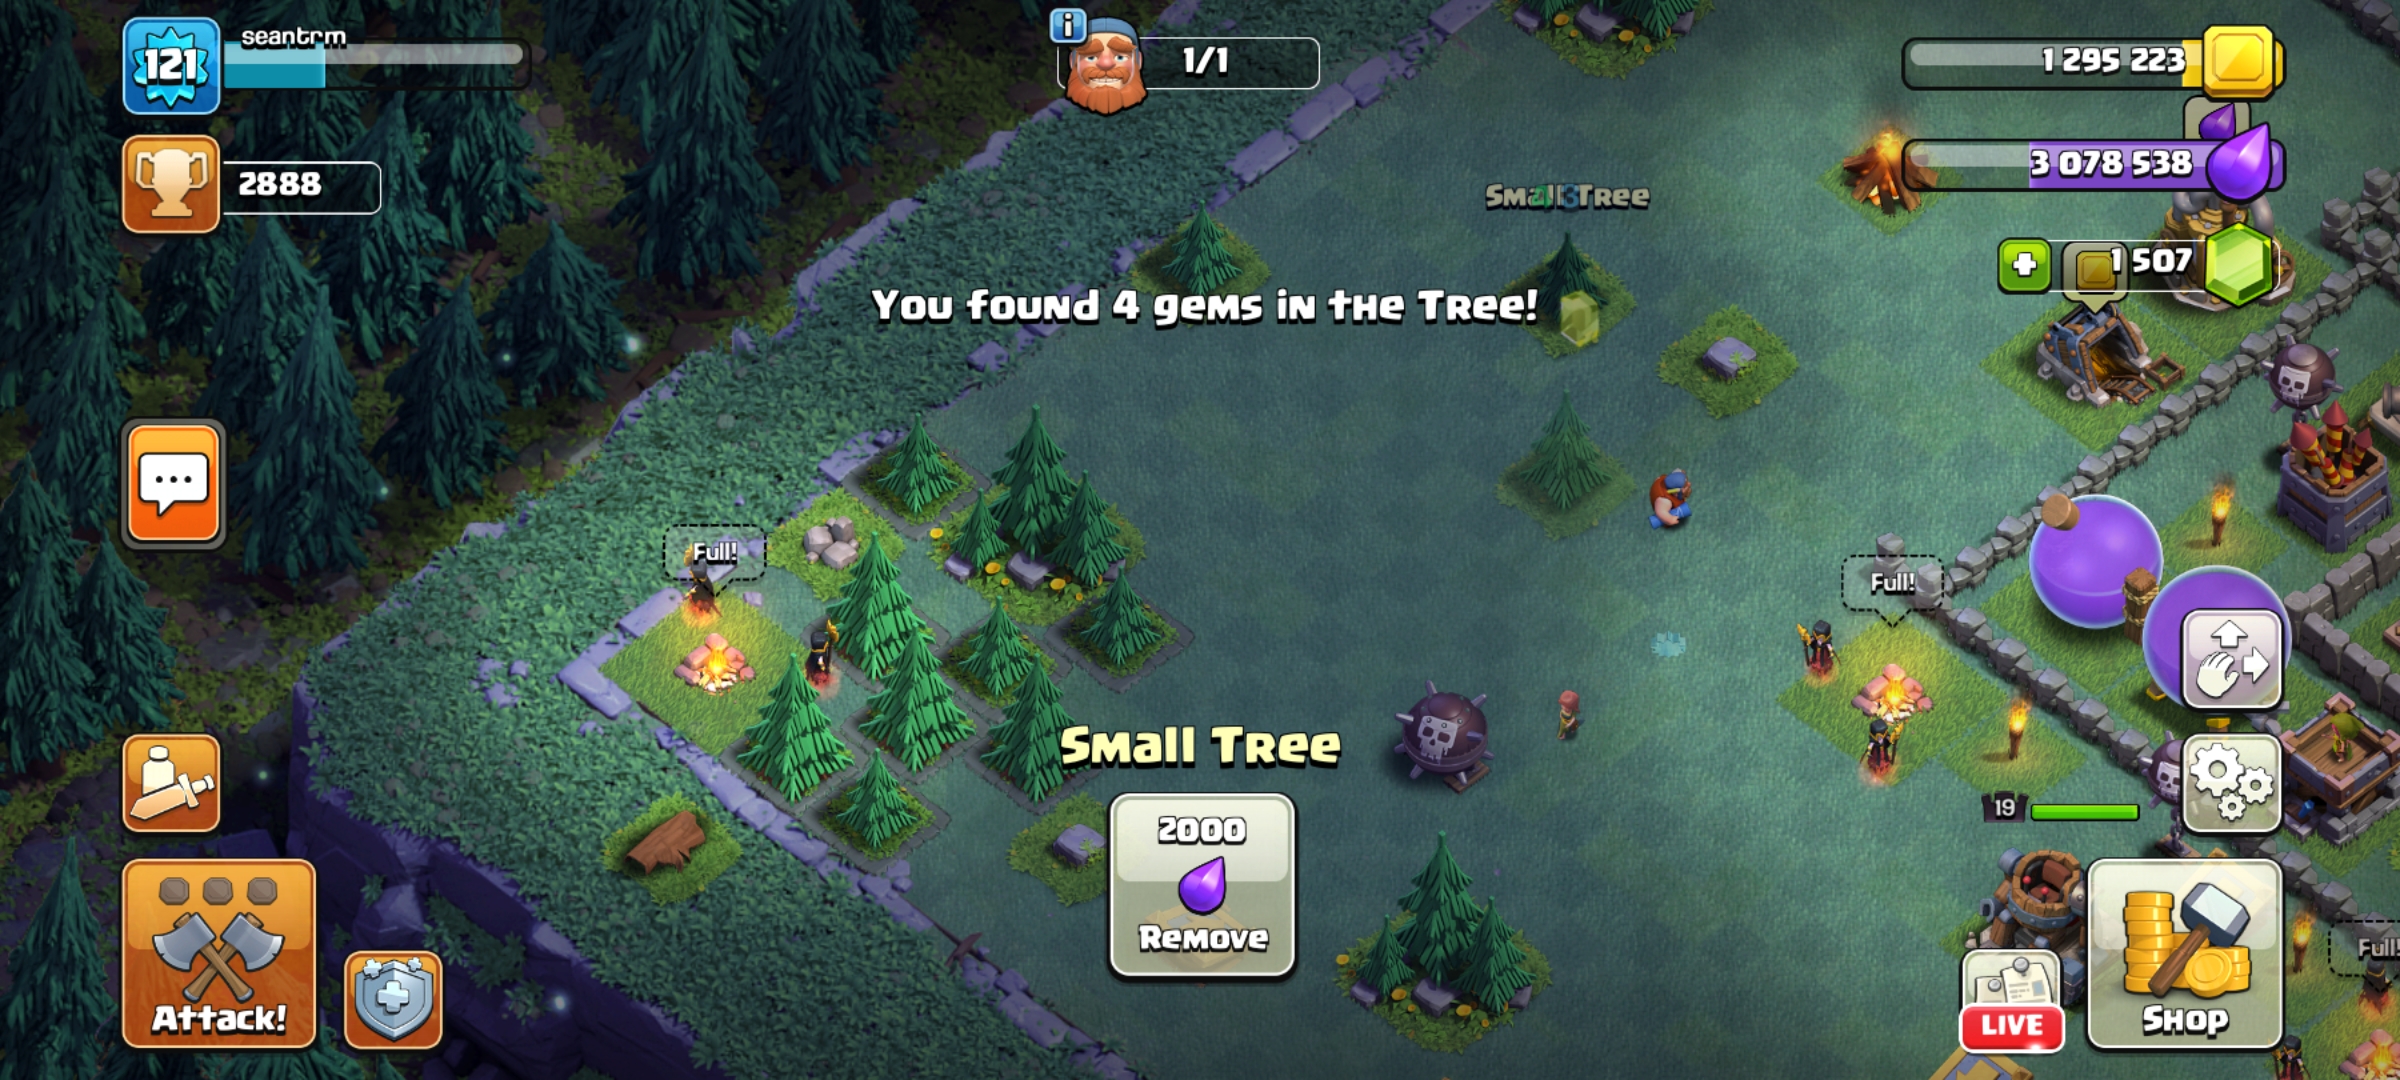 seantrm
121
1/1
1 295 223
2888
3 078 538
Small Tree
1 507
You found 4 gems in the Tree!
Full!
Full!
Small Tree
19
2000
Remove
Full!
Attack!
LIVE
Shop